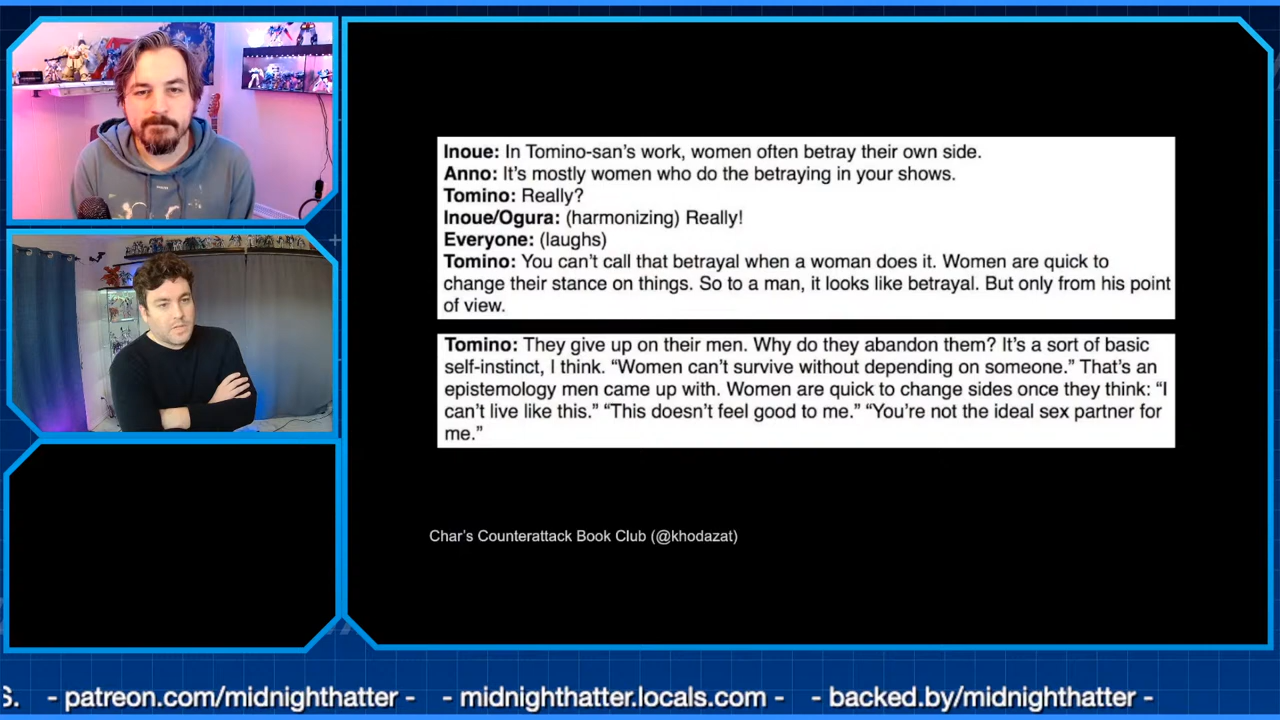 Inoue: In Tomino-san's work, women often betray their own side.
Anno: It's mostly women who do the betraying in your shows.
Tomino: Really?
Inoue/Ogura: (harmonizing) Really!
Everyone: (laughs)
Tomino: You can't call that betrayal when a woman does it. Women are quick to
change their stance on things. So to a man, it looks like betrayal. But only from his point
of view.
Tomino: They give up on their men. Why do they abandon them? It's a sort of basic
self-instinct, I think. “Women can't survive without depending on someone.” That's an
epistemology men came up with. Women are quick to change sides once they think: “I
can't live like this.” “This doesn't feel good to me.” “You're not the ideal sex partner for
me.”
Char's Counterattack Book Club (@khodazat)
S. - patreon.com/midnighthatter - - midnighthatter.locals.com - - backed.by/midnighthatter -